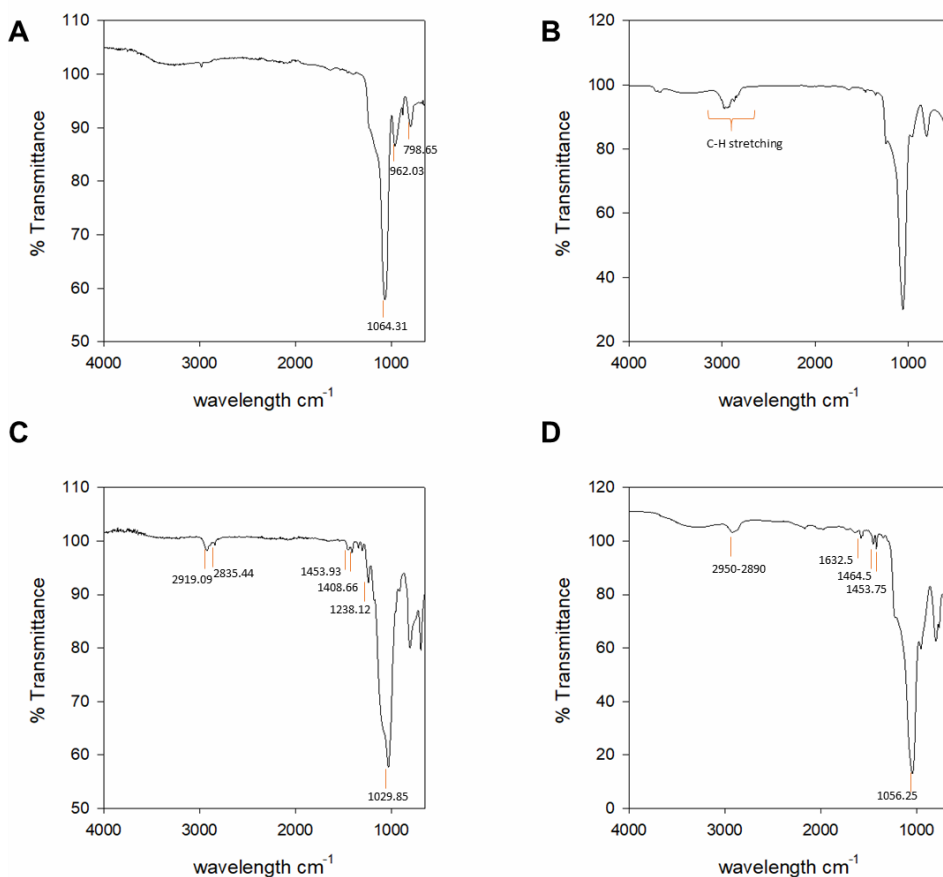 A
110
100
90
80
70
60
50
% Transmittance
798.65
962.03
1064.31
4000 3000 2000 1000
wavelength cm-1
B
120
100
80
60
40
20
% Transmittance
C-H stretching
4000 3000 2000 1000
wavelength cm-1
C
110
100
90
80
70
60
50
% Transmittance
2919.09
2835.44
1453.93
1408.66
1238.12
1029.85
4000 3000 2000 1000
wavelength cm-1
D
120
100
80
60
40
20
0
% Transmittance
2950-2890
1632.5
1464.5
1453.75
1056.25
4000 3000 2000 1000
wavelength cm-1